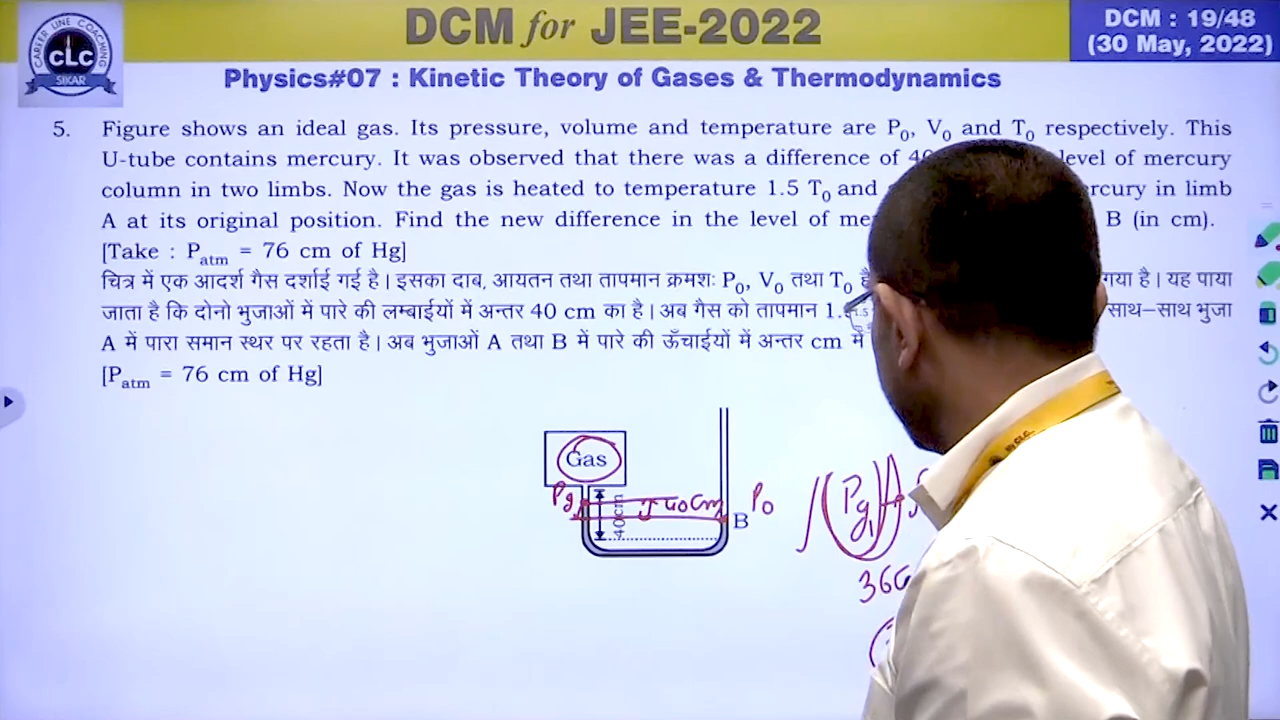 DCM for JEE-2022
DCM : 19/48
(30 May, 2022)
CAREER LINE COACHING
CLC
SIKAR
Physics#07 : Kinetic Theory of Gases & Thermodynamics
5. Figure shows an ideal gas. Its pressure, volume and temperature are P0, V0 and T0 respectively. This
U-tube contains mercury. It was observed that there was a difference of level of mercury
column in two limbs. Now the gas is heated to temperature 1.5 T0 and in limb
A at its original position. Find the new difference in the level of B (in cm).
[Take : Patm = 76 cm of Hg]
चित्र में एक आदर्श गैस दर्शाई गई है। इसका दाब, आयतन तथा तापमान क्रमशः P0, V0 तथा T0 गया है। यह पाया
जाता है कि दोनो भुजाओं में पारे की लम्बाईयों में अन्तर 40 cm का है। अब गैस को तापमान साथ–साथ भुजा
A में पारा समान स्थर पर रहता है। अब भुजाओं A तथा B में पारे की ऊँचाईयों में अन्तर cm में
[Patm = 76 cm of Hg]
Gas
Pg 40cm P0
40cm
B
Pg1
36